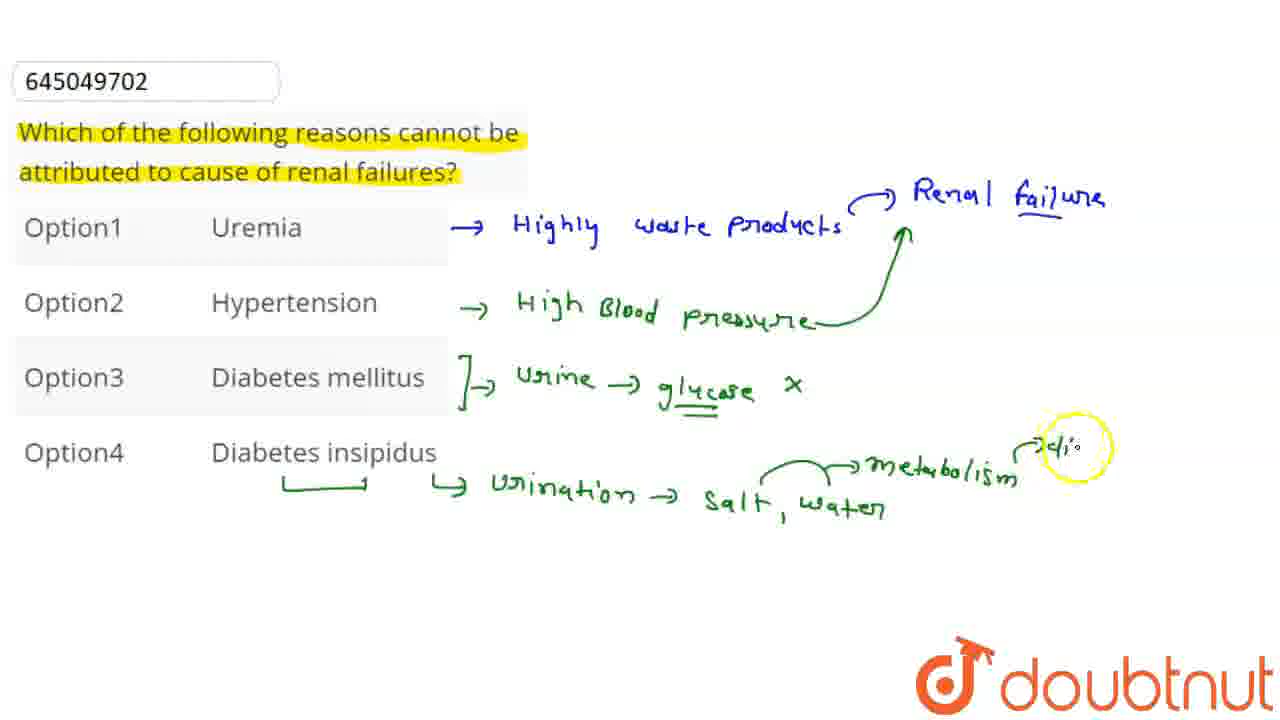 645049702
Which of the following reasons cannot be
attributed to cause of renal failures?
Renal failure
Option1 Uremia → Highly waste products
Option2 Hypertension → High Blood pressure
Option3 Diabetes mellitus → urine → glucose ×
Option4 Diabetes insipidus
metabolism → di
urination → salt, water
doubtnut